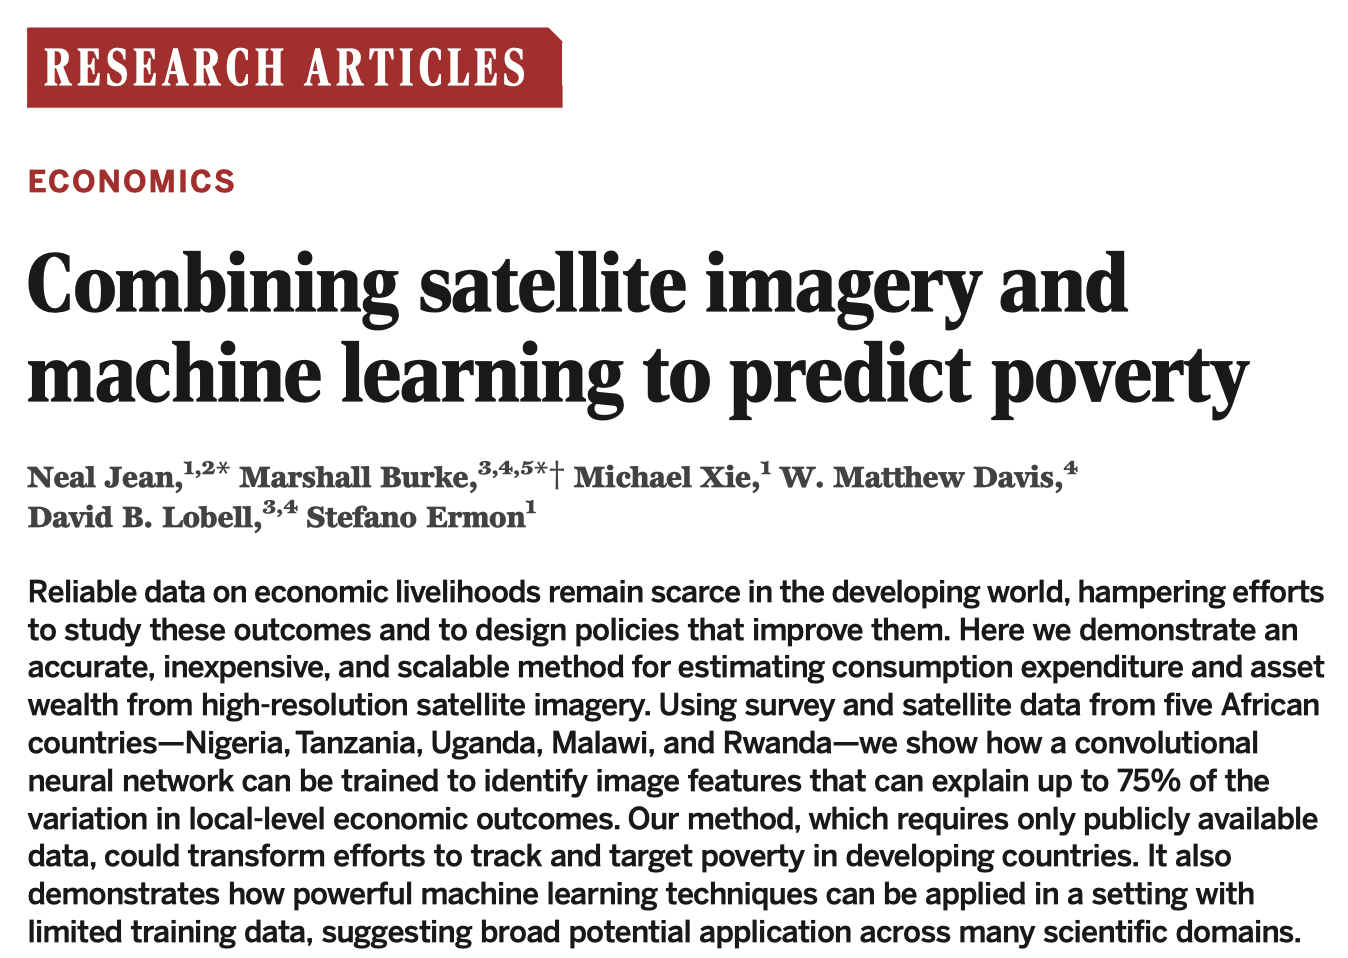 RESEARCH ARTICLES
ECONOMICS
Combining satellite imagery and
machine learning to predict poverty
Neal Jean,1,2* Marshall Burke,3,4,5*† Michael Xie,1 W. Matthew Davis,4
David B. Lobell,3,4 Stefano Ermon1
Reliable data on economic livelihoods remain scarce in the developing world, hampering efforts
to study these outcomes and to design policies that improve them. Here we demonstrate an
accurate, inexpensive, and scalable method for estimating consumption expenditure and asset
wealth from high-resolution satellite imagery. Using survey and satellite data from five African
countries—Nigeria, Tanzania, Uganda, Malawi, and Rwanda—we show how a convolutional
neural network can be trained to identify image features that can explain up to 75% of the
variation in local-level economic outcomes. Our method, which requires only publicly available
data, could transform efforts to track and target poverty in developing countries. It also
demonstrates how powerful machine learning techniques can be applied in a setting with
limited training data, suggesting broad potential application across many scientific domains.